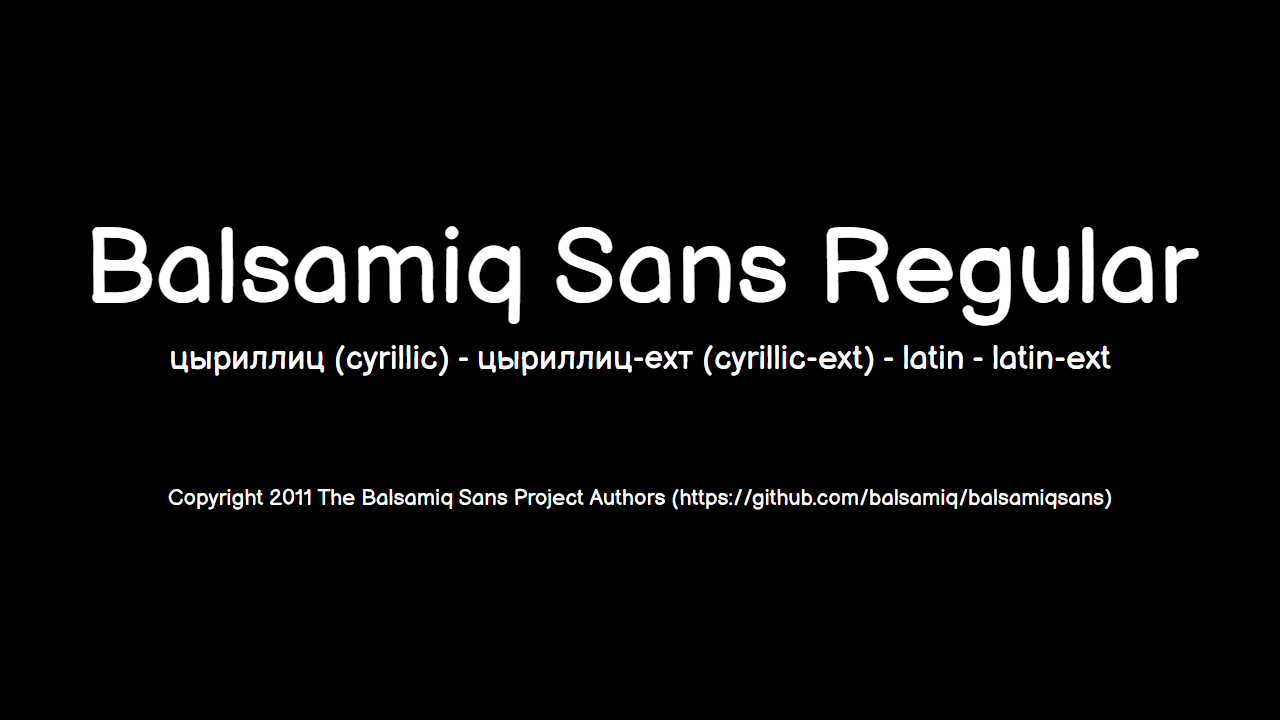 Balsamiq Sans Regular
цыриллиц (cyrillic) - цыриллиц-ехт (cyrillic-ext) - latin - latin-ext
Copyright 2011 The Balsamiq Sans Project Authors (https://github.com/balsamiq/balsamiqsans)